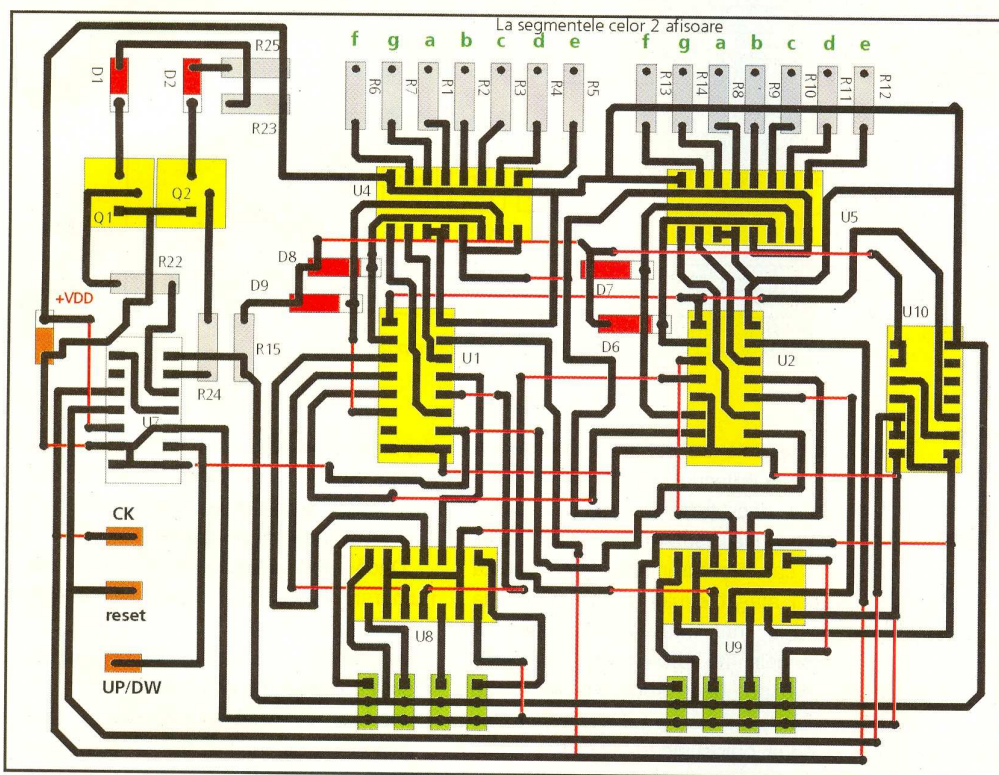 La segmentele celor 2 afisoare
f g a b c d e f g a b c d e
R25
D1 D2
R6 R7 R1 R2 R3 R4 R5 R13 R14 R8 R9 R10 R11 R12
R23
U4
Q1 Q2
U5
D8
R22
D9
D7
+VDD
U10
D6
R15
U1
U2
R24
U7
CK
reset
U8
U9
UP/DW